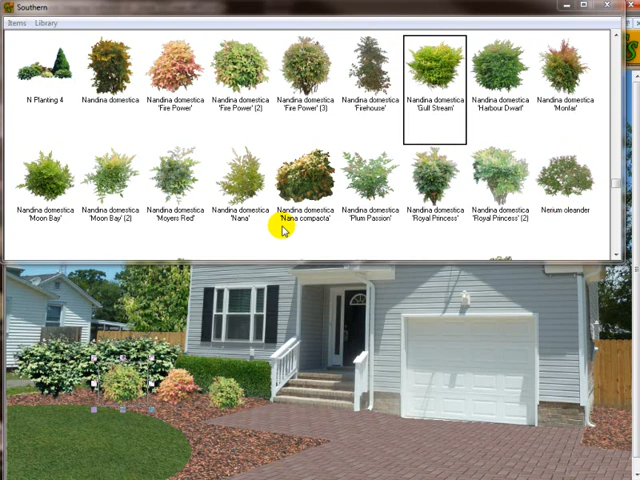 Southern
Items Library
N Planting 4
Nandina domestica
Nandina domestica
'Fire Power'
Nandina domestica
'Fire Power' (2)
Nandina domestica
'Fire Power' (3)
Nandina domestica
'Firehouse'
Nandina domestica
'Gulf Stream'
Nandina domestica
'Harbour Dwarf'
Nandina domestica
'Monfar'
Nandina domestica
'Moon Bay'
Nandina domestica
'Moon Bay' (2)
Nandina domestica
'Moyers Red'
Nandina domestica
'Nana'
Nandina domestica
'Nana compacta'
Nandina domestica
'Plum Passion'
Nandina domestica
'Royal Princess'
Nandina domestica
'Royal Princess' (2)
Nerium oleander